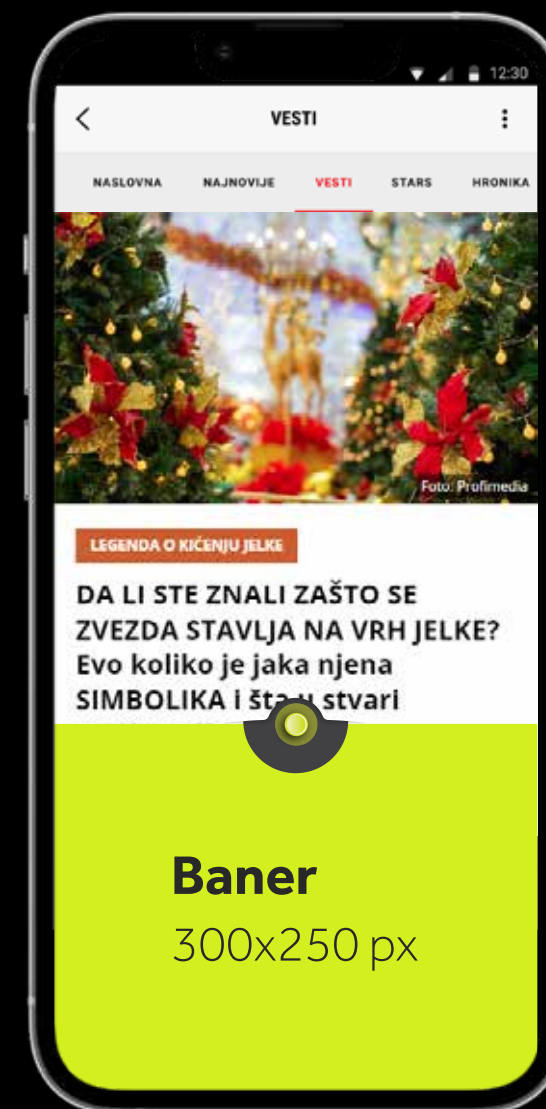 12:30
VESTI
NASLOVNA NAJNOVIJE VESTI STARS HRONIKA
Foto: Profimedia
LEGENDA O KIĆENJU JELKE
DA LI STE ZNALI ZAŠTO SE
ZVEZDA STAVLJA NA VRH JELKE?
Evo koliko je jaka njena
SIMBOLIKA i šta u stvari
Baner
300x250 px